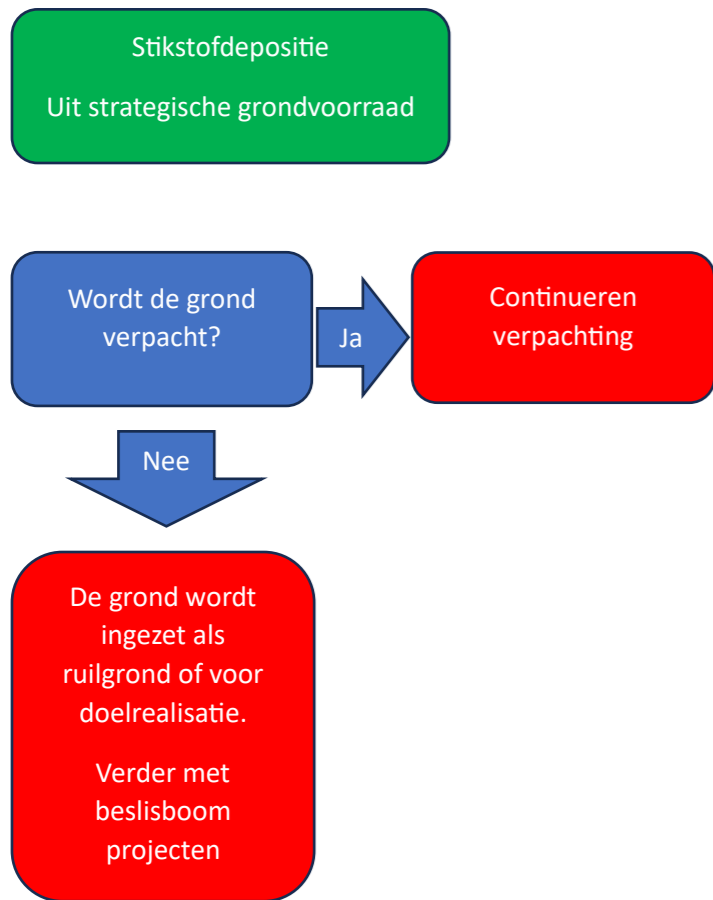 Stikstofdepositie
Uit strategische grondvoorraad
Wordt de grond
verpacht?
Ja
Continueren
verpachting
Nee
De grond wordt
ingezet als
ruilgrond of voor
doelrealisatie.
Verder met
beslisboom
projecten